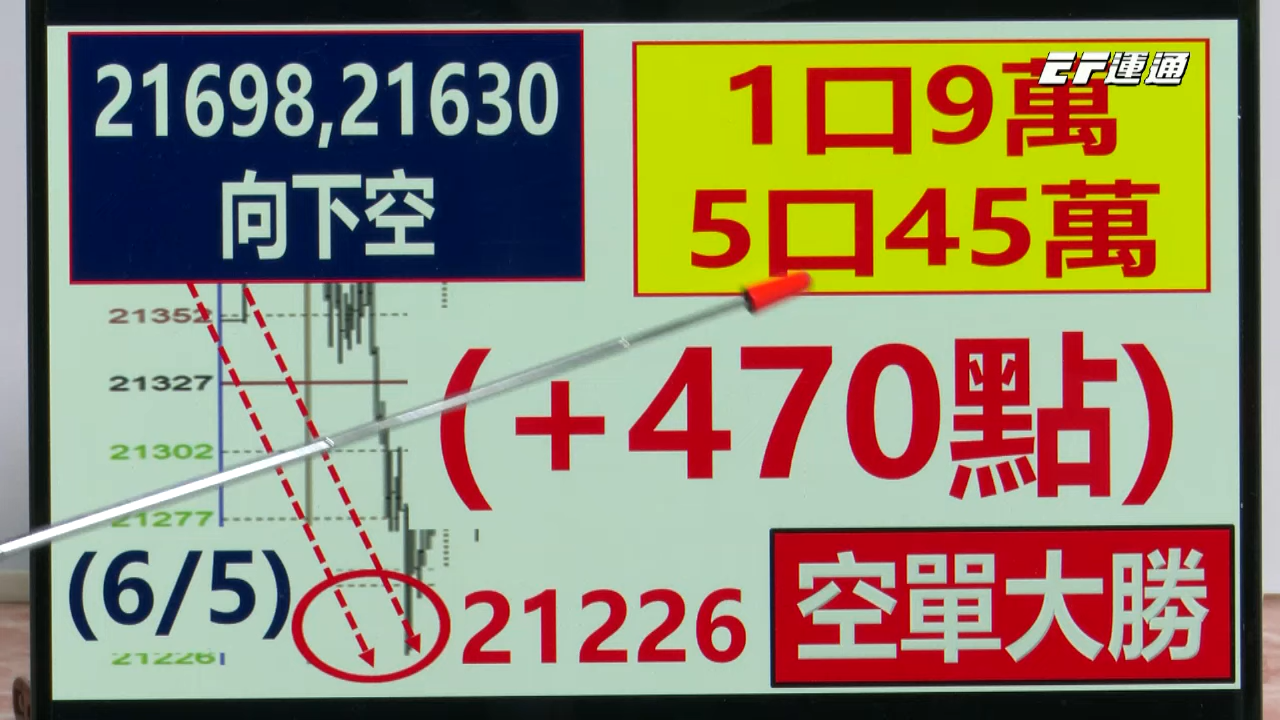 21698,21630
向下空
1口9萬
5口45萬
EF運通
21352
21327
21302
21277
(+470點)
(6/5)
21226
21226
空單大勝